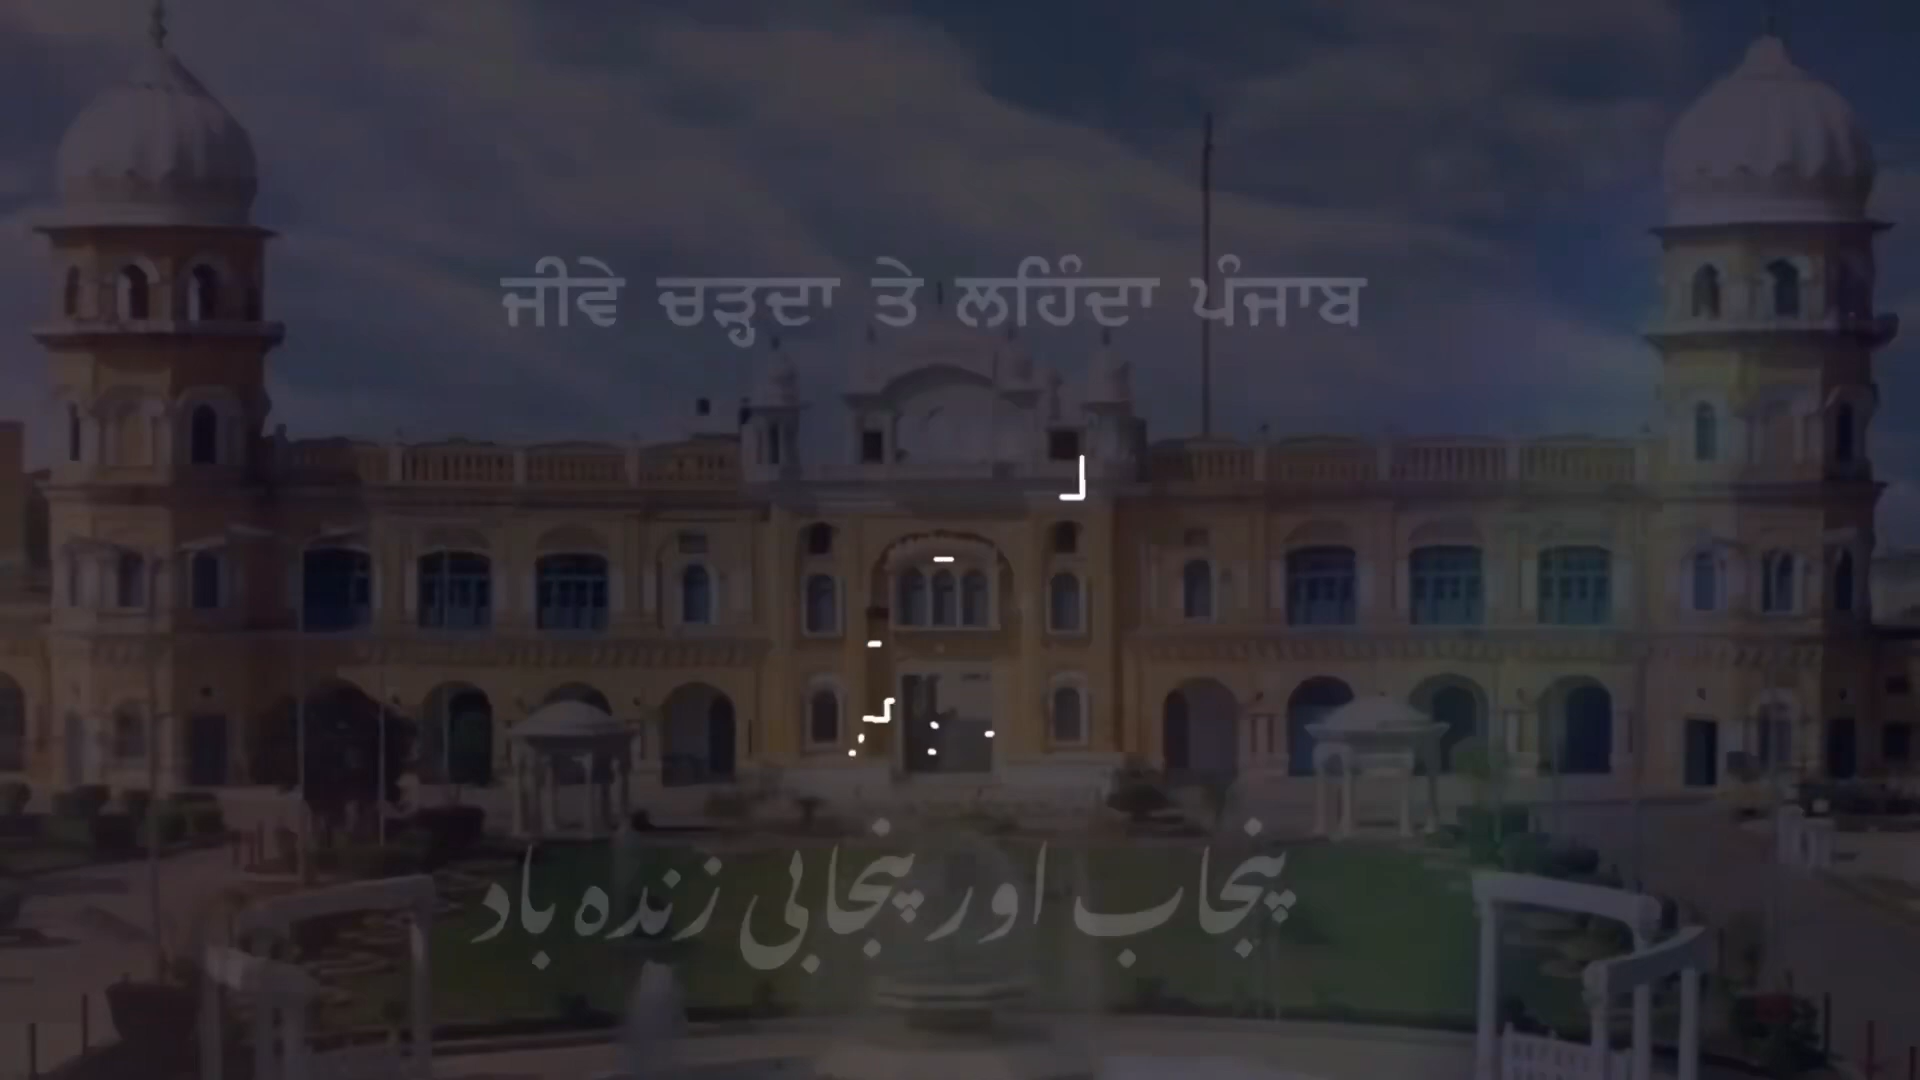 ਜੀਵੇ ਚੜ੍ਹਦਾ ਤੇ ਲਹਿੰਦਾ ਪੰਜਾਬ
پنجاب اور پنجابی زندہ باد